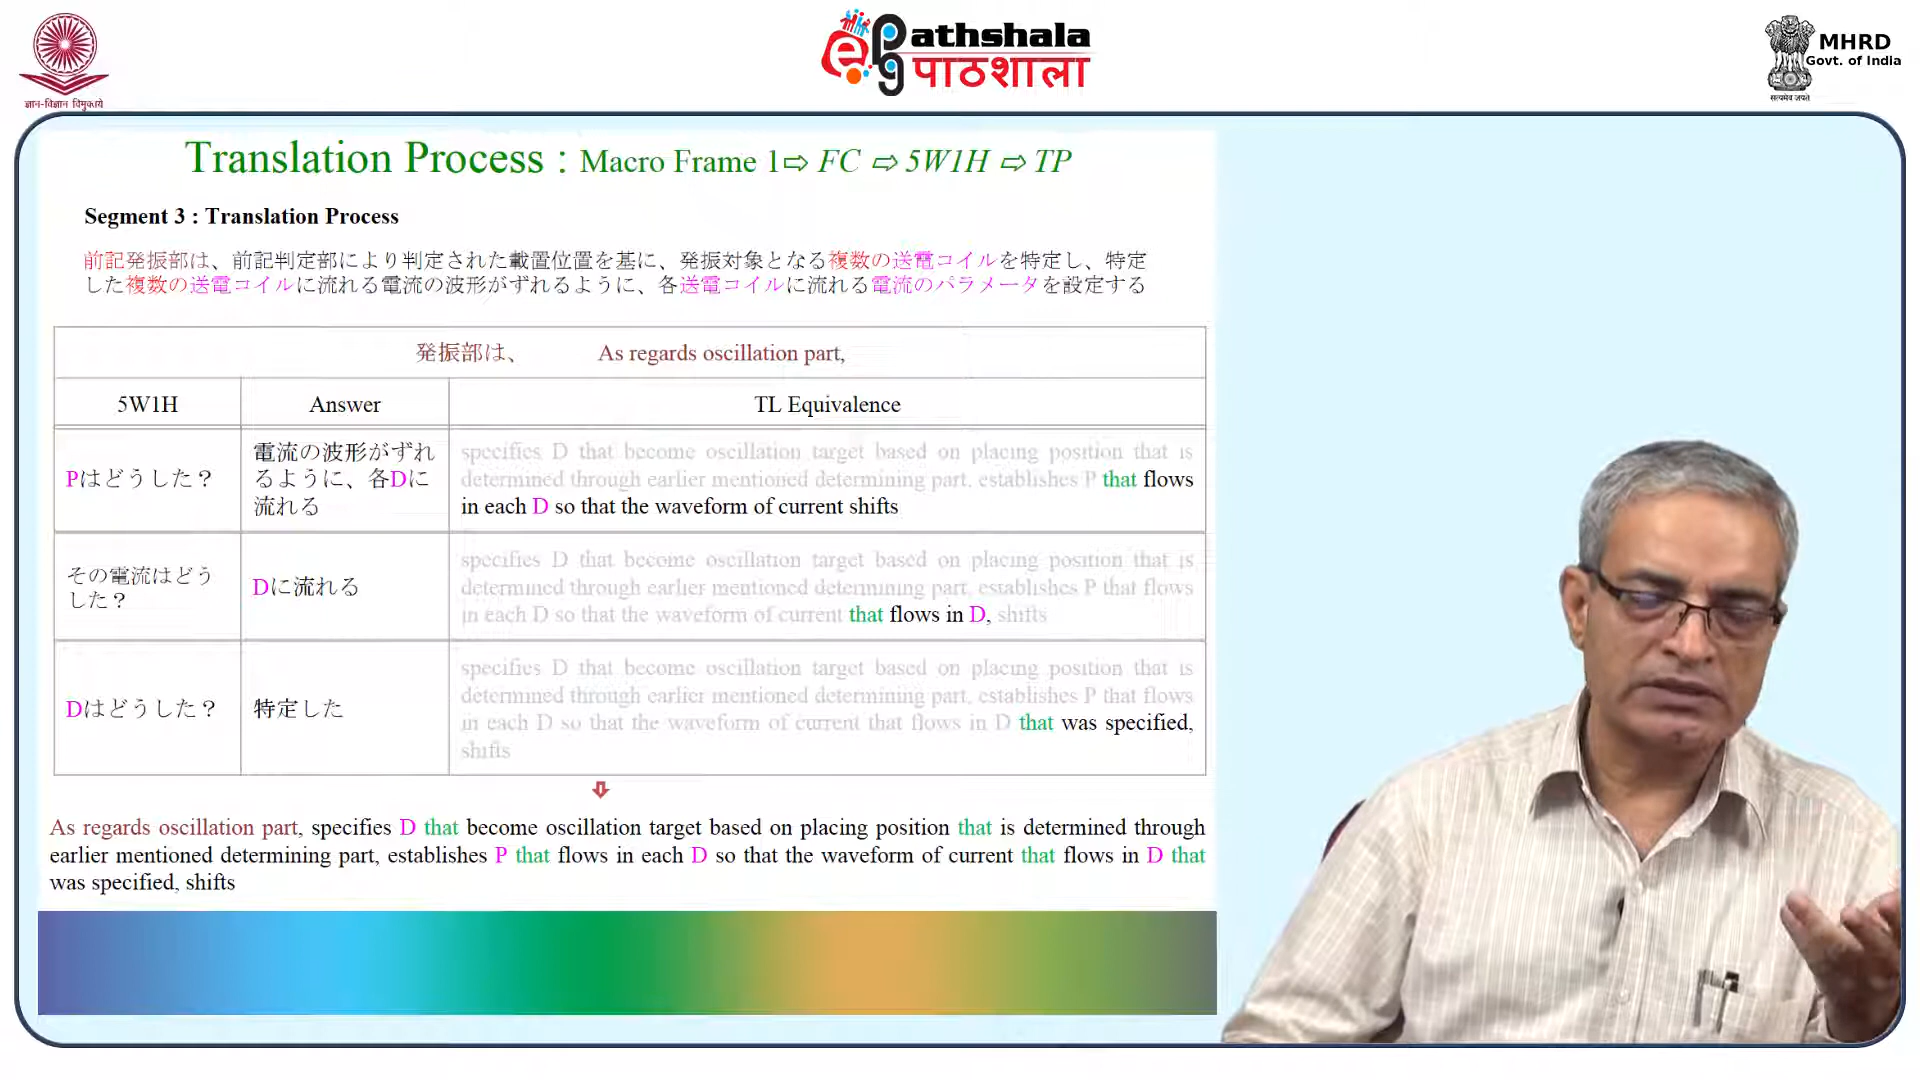 ज्ञान-विज्ञान विमुक्तये
ePathshala
पाठशाला
MHRD
Govt. of India
सत्यमेव जयते
Translation Process : Macro Frame 1⇨ FC ⇨ 5W1H ⇨ TP
Segment 3 : Translation Process
前記発振部は、前記判定部により判定された載置位置を基に、発振対象となる複数の送電コイルを特定し、特定
した複数の送電コイルに流れる電流の波形がずれるように、各送電コイルに流れる電流のパラメータを設定する
発振部は、 As regards oscillation part,
5W1H Answer TL Equivalence
Pはどうした？
電流の波形がずれ
るように、各Dに
流れる
specifies D that become oscillation target based on placing position that is
determined through earlier mentioned determining part, establishes P that flows
in each D so that the waveform of current shifts
その電流はどう
した？
Dに流れる
specifies D that become oscillation target based on placing position that is
determined through earlier mentioned determining part, establishes P that flows
in each D so that the waveform of current that flows in D, shifts
Dはどうした？
特定した
specifies D that become oscillation target based on placing position that is
determined through earlier mentioned determining part, establishes P that flows
in each D so that the waveform of current that flows in D that was specified,
shifts
As regards oscillation part, specifies D that become oscillation target based on placing position that is determined through
earlier mentioned determining part, establishes P that flows in each D so that the waveform of current that flows in D that
was specified, shifts